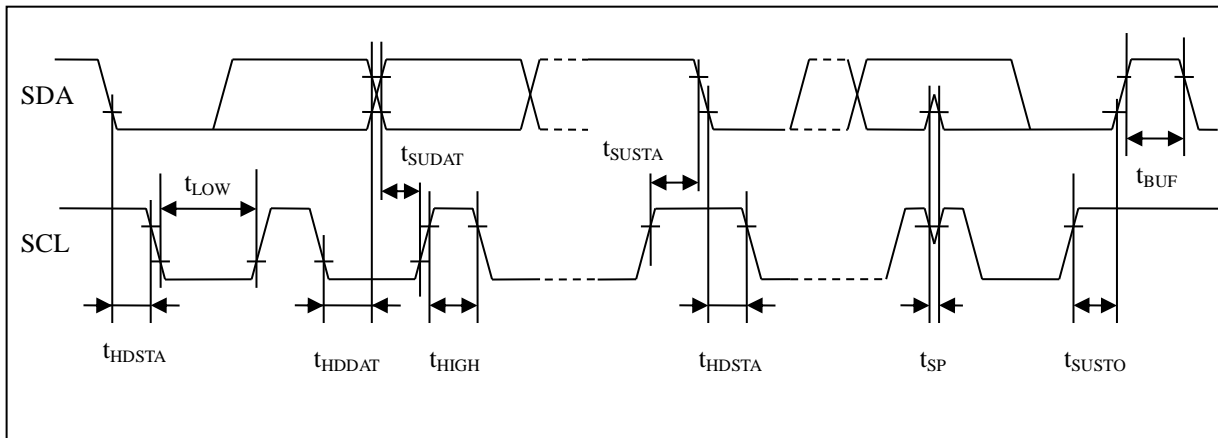 SDA
tSUDAT
tSUSTA
tBUF
tLOW
SCL
tHDSTA
tHDDAT
tHIGH
tHDSTA
tSP
tSUSTO